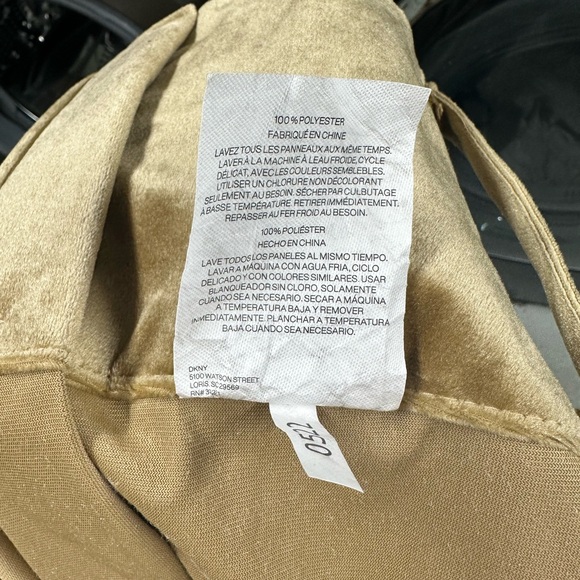 100% POLYESTER
FABRIQUÉ EN CHINE
LAVEZ TOUS LES PANNEAUX AUX MÊME TEMPS.
LAVER À LA MACHINE À L'EAU FROIDE, CYCLE
DÉLICAT, AVEC LES COULEURS SEMBLEBLES.
UTILISER UN CHLORURE NON DÉCOLORANT
SEULEMENT AU BESOIN. SÉCHER PAR CULBUTAGE
À BASSE TEMPÉRATURE. RETIRER IMMÉDIATEMENT.
REPASSER AU FER FROID AU BESOIN.
100% POLIÉSTER
HECHO EN CHINA
LAVE TODOS LOS PANELES AL MISMO TIEMPO.
LAVAR A MÁQUINA CON AGUA FRIA, CICLO
DELICADO Y CON COLORES SIMILARES. USAR
BLANQUEADOR SIN CLORO, SOLAMENTE
CUANDO SEA NECESARIO. SECAR A MÁQUINA
A TEMPERATURA BAJA Y REMOVER
INMEDIATAMENTE. PLANCHAR A TEMPERATURA
BAJA CUANDO SEA NECESARIO.
DKNY
5100 WATSON STREET
LORIS, SC 29569
RN#
0522